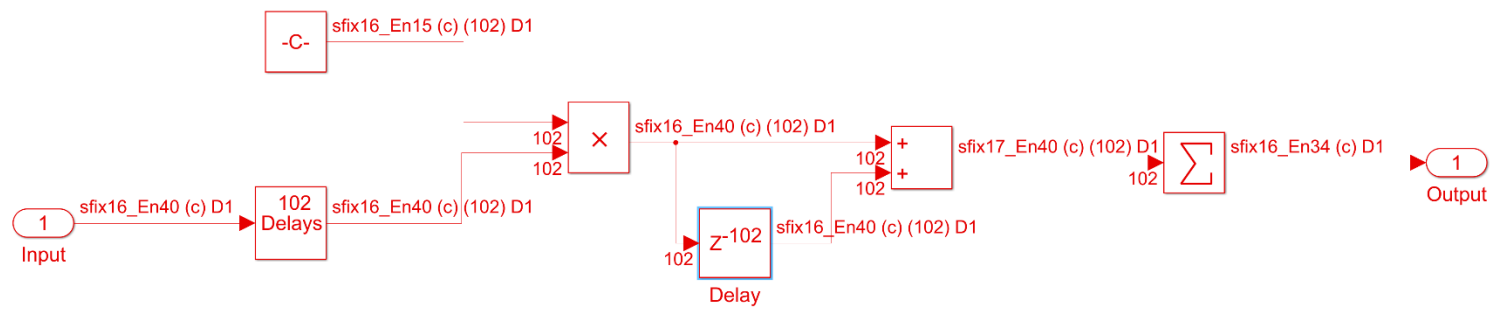 -C-
sfix16_En15 (c) (102) D1
1
Input
sfix16_En40 (c) D1
102
Delays
sfix16_En40 (c) (102) D1
102
102
×
sfix16_En40 (c) (102) D1
102
Z-102
Delay
sfix16_En40 (c) (102) D1
+
+
102
102
sfix17_En40 (c) (102) D1
102
Σ
sfix16_En34 (c) D1
1
Output